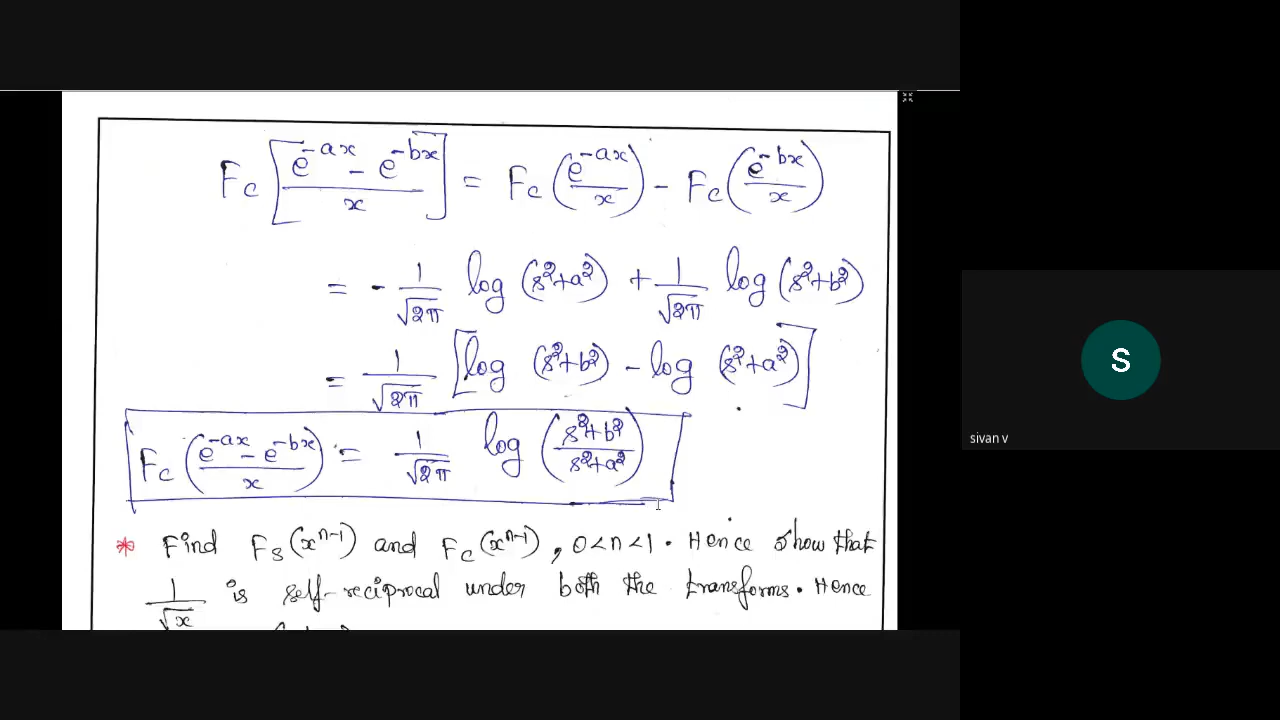 Fc [e^-ax - e^-bx / x] = Fc (e^-ax / x) - Fc (e^-bx / x)
= - 1/√2π log (s²+a²) + 1/√2π log (s²+b²)
= 1/√2π [log (s²+b²) - log (s²+a²)]
Fc (e^-ax - e^-bx / x) = 1/√2π log (s²+b² / s²+a²)
* Find Fs(x^n-1) and Fc(x^n-1), 0<n<1. Hence show that
1/√x is self-reciprocal under both the transforms. Hence
S
sivan v